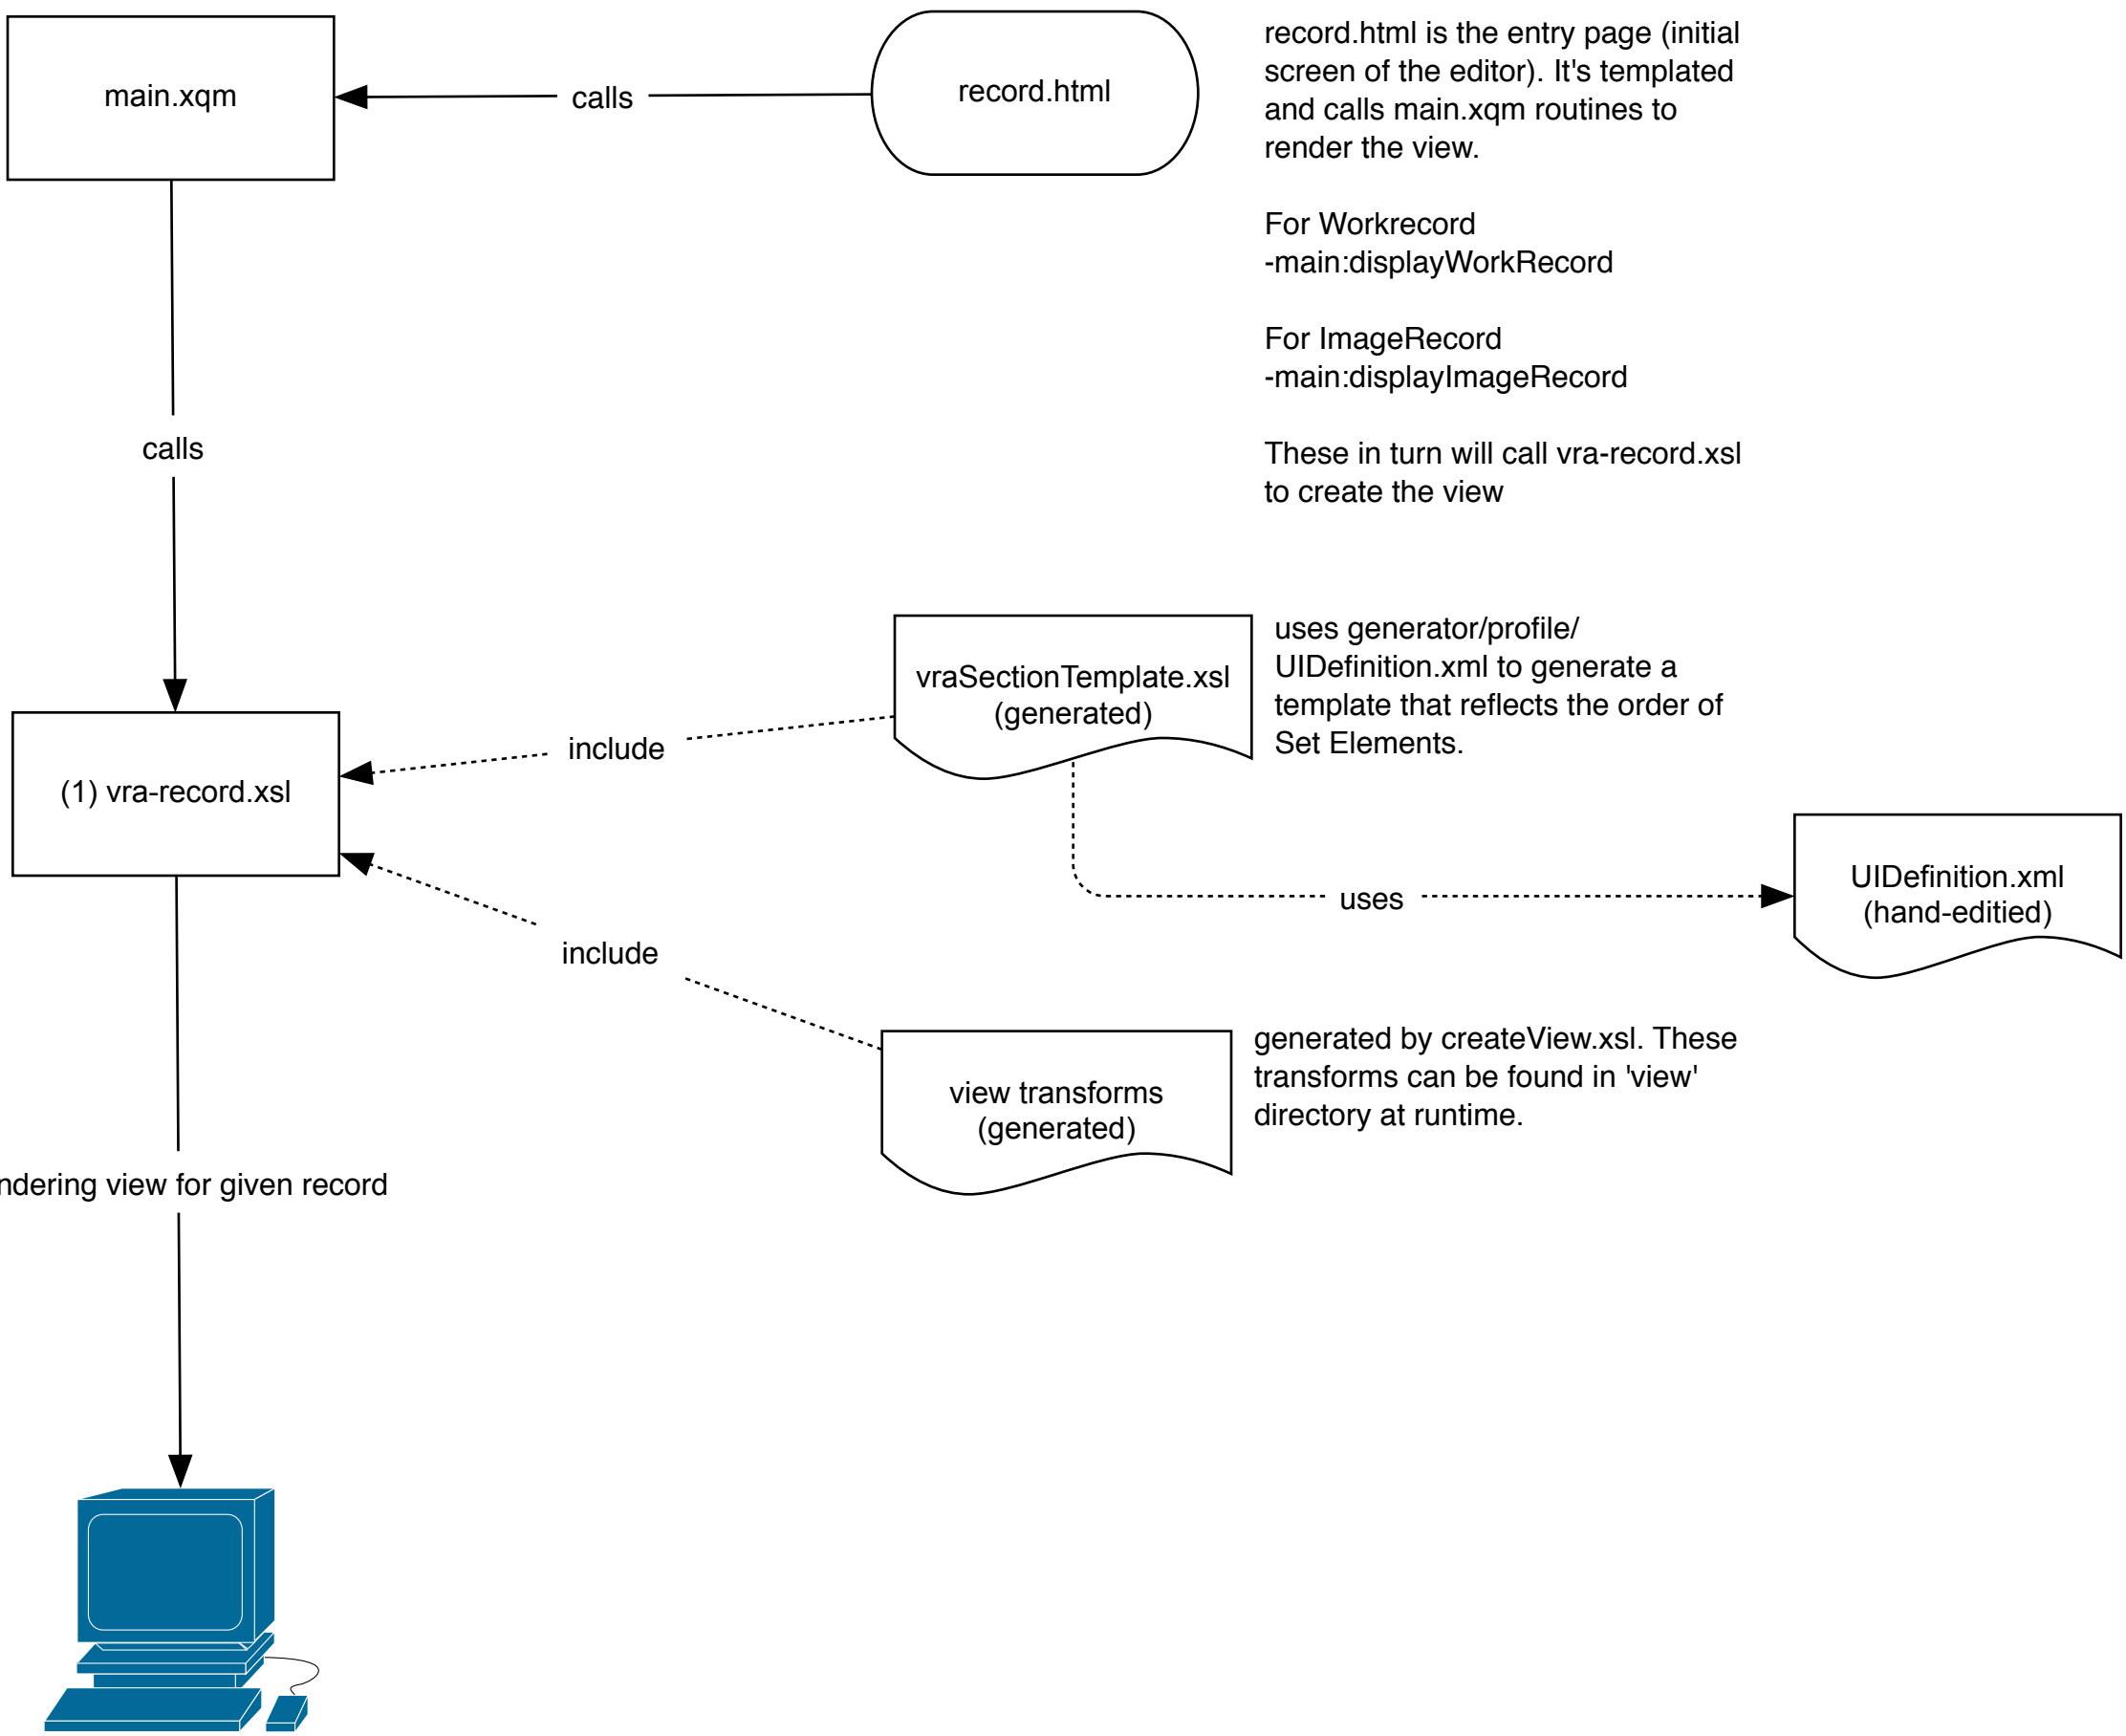 main.xqm
calls
record.html
record.html is the entry page (initial
screen of the editor). It's templated
and calls main.xqm routines to
render the view.
For Workrecord
-main:displayWorkRecord
For ImageRecord
-main:displayImageRecord
These in turn will call vra-record.xsl
to create the view
calls
vraSectionTemplate.xsl
(generated)
uses generator/profile/
UIDefinition.xml to generate a
template that reflects the order of
Set Elements.
include
(1) vra-record.xsl
UIDefinition.xml
(hand-editied)
uses
include
view transforms
(generated)
generated by createView.xsl. These
transforms can be found in 'view'
directory at runtime.
ndering view for given record